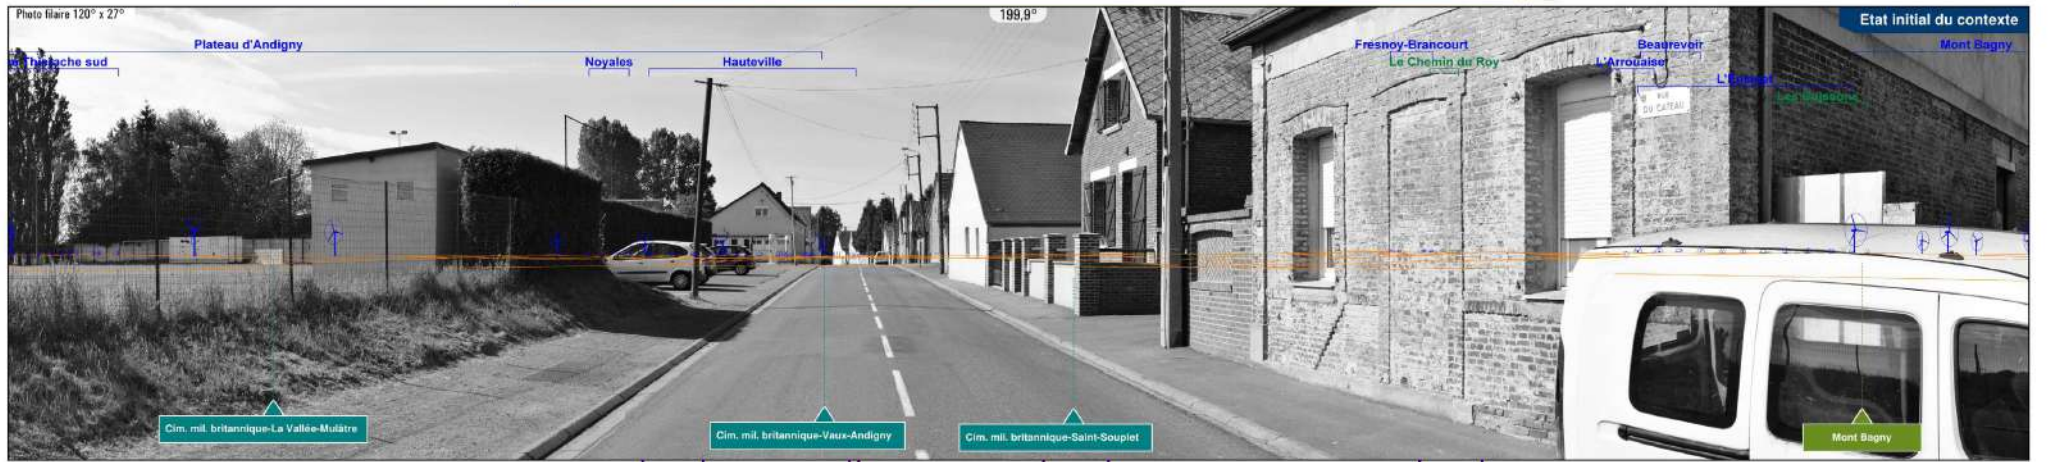 Photo filaire 120° x 27°
199,9°
Etat initial du contexte
Plateau d'Andigny
Thiérache sud
Noyales
Hauteville
Fresnoy-Brancourt
Le Chemin du Roy
Beaurevoir
L'Arrouaise
Mont Bagny
L'Epinet
Les Buissons
RUE
DU CATEAU
Cim. mil. britannique-La Vallée-Mulâtre
Cim. mil. britannique-Vaux-Andigny
Cim. mil. britannique-Saint-Souplet
Mont Bagny